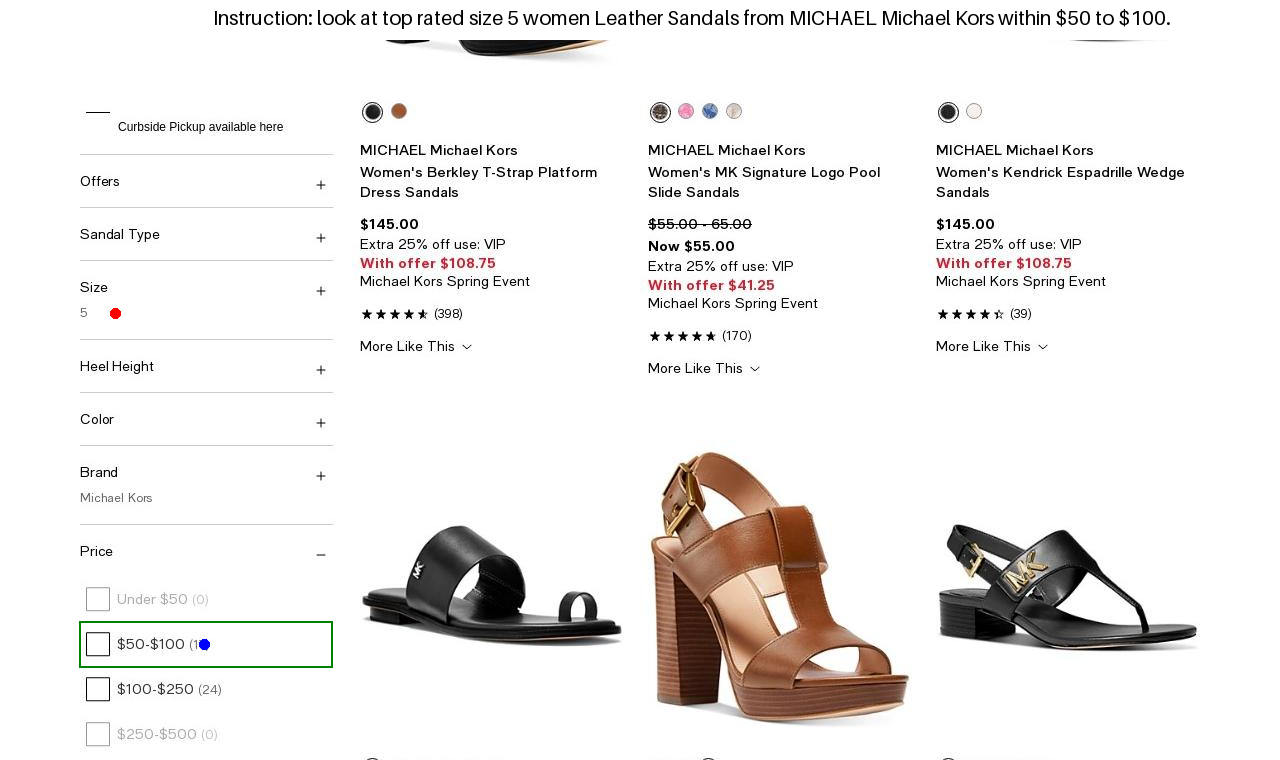 Instruction: look at top rated size 5 women Leather Sandals from MICHAEL Michael Kors within $50 to $100.
Curbside Pickup available here
Offers
Sandal Type
Size
5
Heel Height
Color
Brand
Michael Kors
Price
Under $50 (0)
$50-$100
$100-$250 (24)
$250-$500 (0)
MICHAEL Michael Kors
Women's Berkley T-Strap Platform
Dress Sandals
$145.00
Extra 25% off use: VIP
With offer $108.75
Michael Kors Spring Event
(398)
More Like This
MICHAEL Michael Kors
Women's MK Signature Logo Pool
Slide Sandals
$55.00 - 65.00
Now $55.00
Extra 25% off use: VIP
With offer $41.25
Michael Kors Spring Event
(170)
More Like This
MICHAEL Michael Kors
Women's Kendrick Espadrille Wedge
Sandals
$145.00
Extra 25% off use: VIP
With offer $108.75
Michael Kors Spring Event
(39)
More Like This
MK
MK